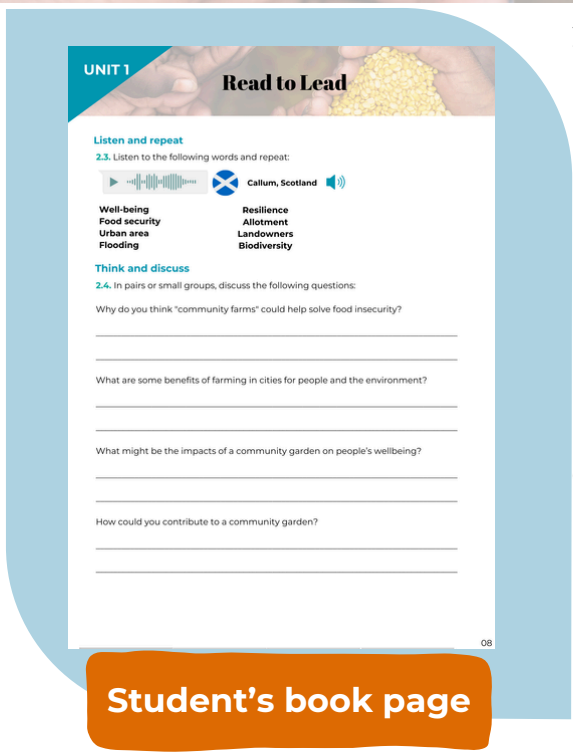 UNIT 1
Read to Lead
Listen and repeat
2.3. Listen to the following words and repeat:
Callum, Scotland
Well-being
Food security
Urban area
Flooding
Resilience
Allotment
Landowners
Biodiversity
Think and discuss
2.4. In pairs or small groups, discuss the following questions:
Why do you think "community farms" could help solve food insecurity?
What are some benefits of farming in cities for people and the environment?
What might be the impacts of a community garden on people's wellbeing?
How could you contribute to a community garden?
08
Student's book page